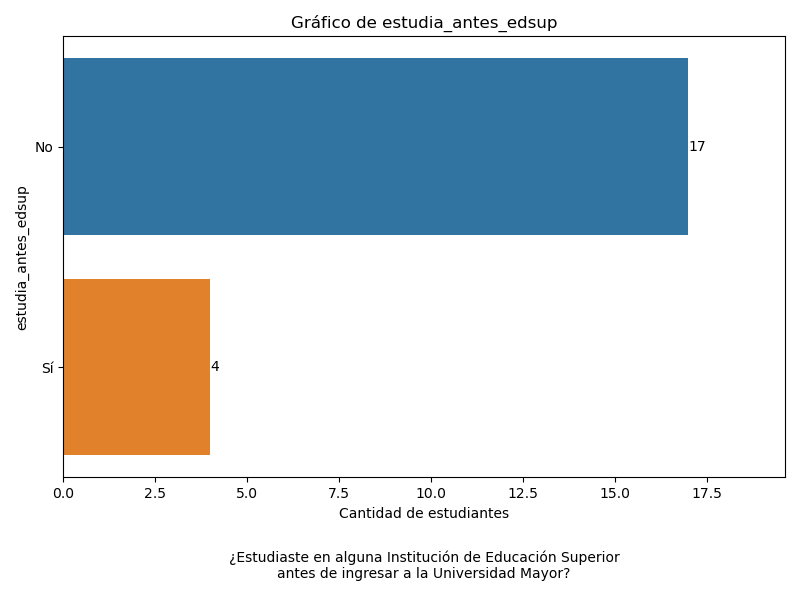 Gráfico de estudia_antes_edsup
estudia_antes_edsup
No
17
Sí
4
0.0 2.5 5.0 7.5 10.0 12.5 15.0 17.5
Cantidad de estudiantes
¿Estudiaste en alguna Institución de Educación Superior
antes de ingresar a la Universidad Mayor?